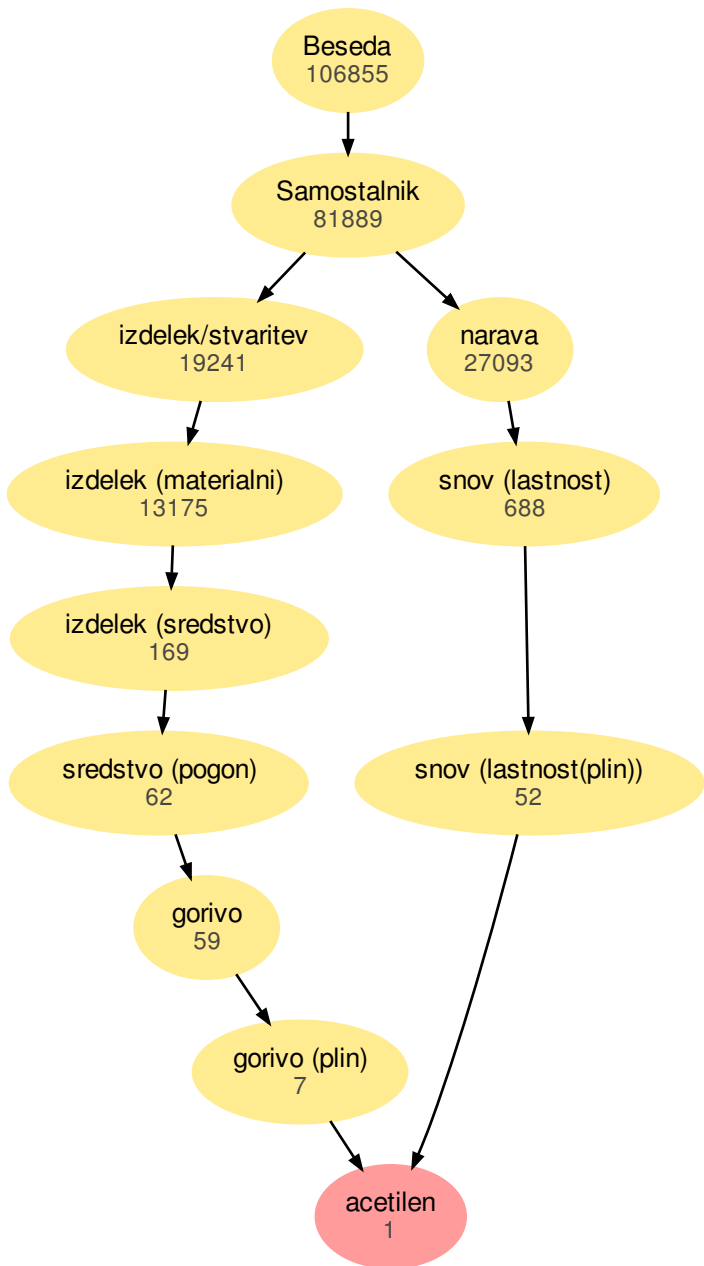 Beseda
106855
Samostalnik
81889
izdelek/stvaritev
19241
narava
27093
izdelek (materialni)
13175
snov (lastnost)
688
izdelek (sredstvo)
169
sredstvo (pogon)
62
snov (lastnost(plin))
52
gorivo
59
gorivo (plin)
7
acetilen
1